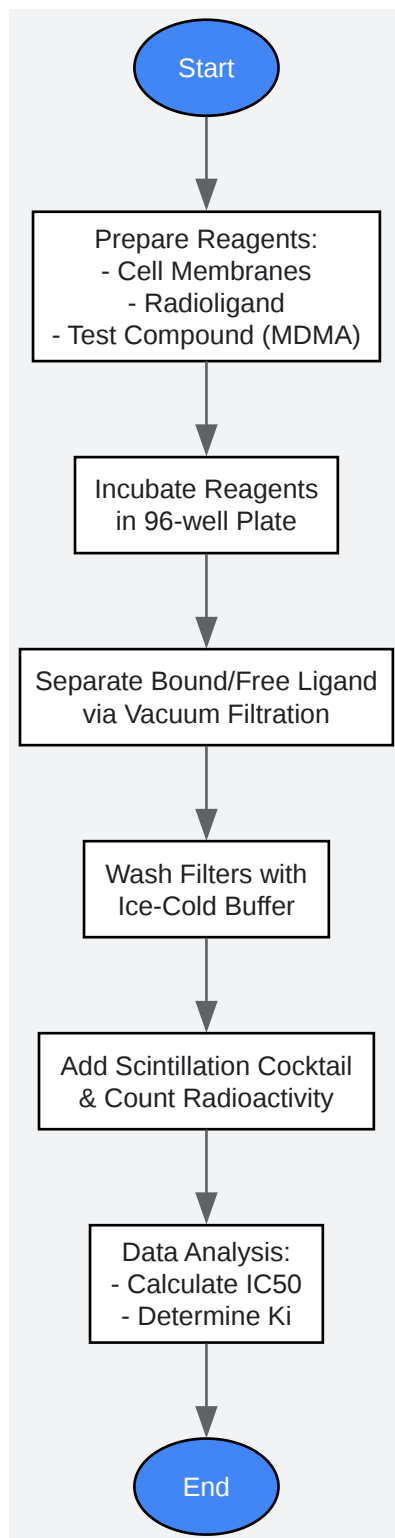 Start
Prepare Reagents:
- Cell Membranes
- Radioligand
- Test Compound (MDMA)
Incubate Reagents
in 96-well Plate
Separate Bound/Free Ligand
via Vacuum Filtration
Wash Filters with
Ice-Cold Buffer
Add Scintillation Cocktail
& Count Radioactivity
Data Analysis:
- Calculate IC50
- Determine Ki
End